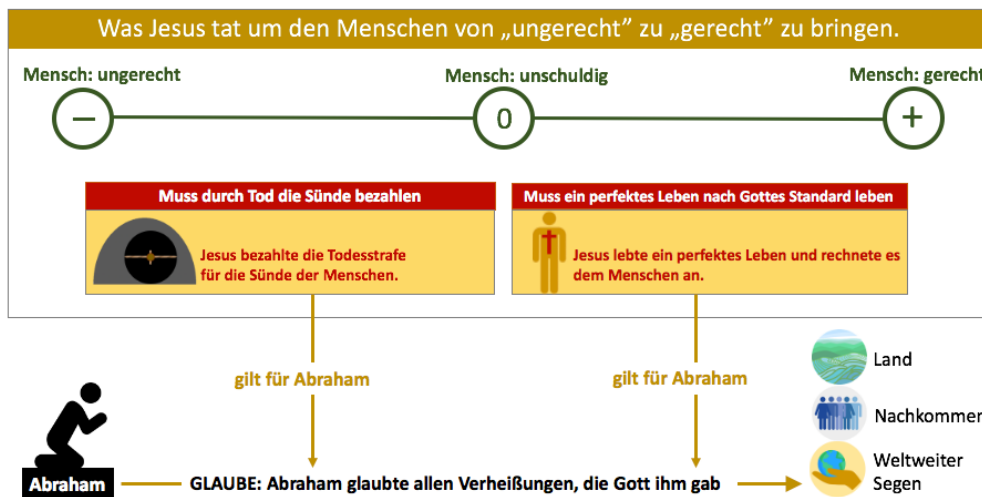 Was Jesus tat um den Menschen von „ungerecht” zu „gerecht” zu bringen.
Mensch: ungerecht
Mensch: unschuldig
Mensch: gerecht
–
0
+
Muss durch Tod die Sünde bezahlen
Jesus bezahlte die Todesstrafe
für die Sünde der Menschen.
Muss ein perfektes Leben nach Gottes Standard leben
Jesus lebte ein perfektes Leben und rechnete es
dem Menschen an.
gilt für Abraham
gilt für Abraham
Land
Nachkommen
Weltweiter
Segen
Abraham
GLAUBE: Abraham glaubte allen Verheißungen, die Gott ihm gab